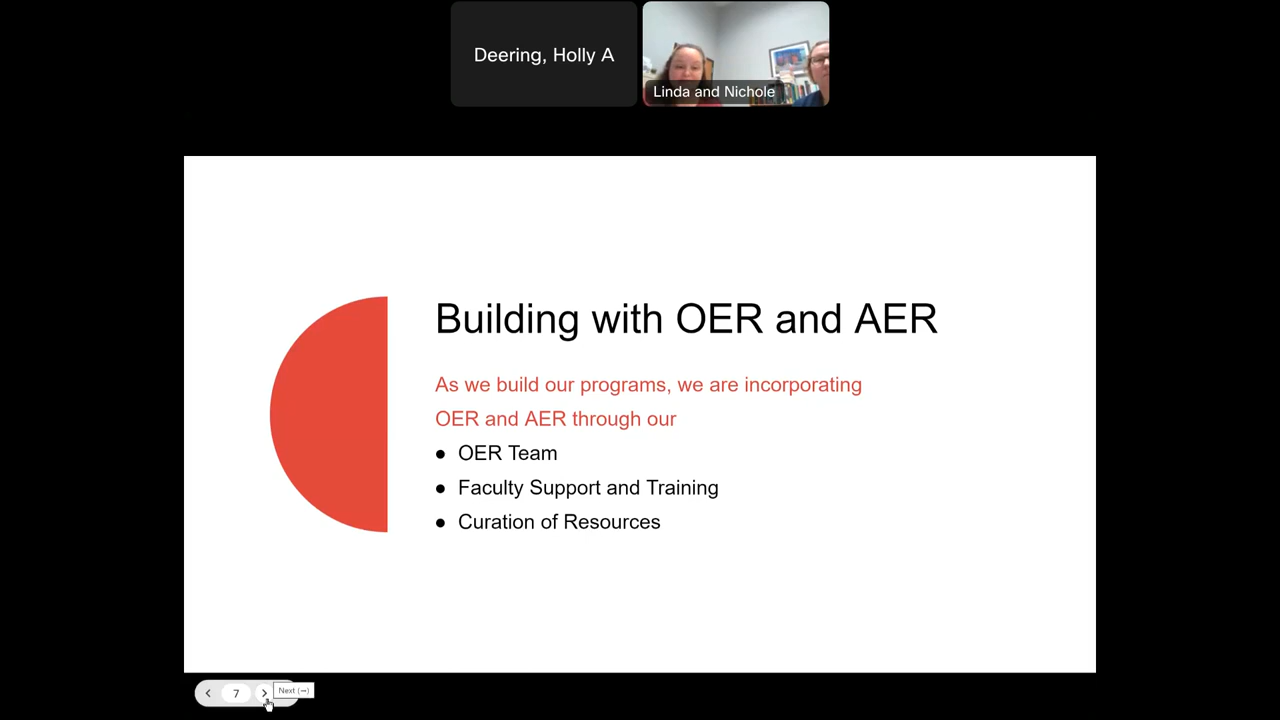 Deering, Holly A
Linda and Nichole
Building with OER and AER
As we build our programs, we are incorporating
OER and AER through our
● OER Team
● Faculty Support and Training
● Curation of Resources
7
Next (→)